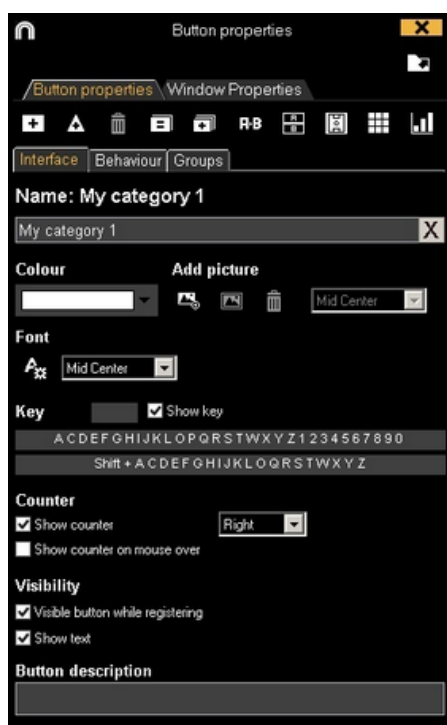 Button properties
X
Button properties Window Properties
A-B
Interface Behaviour Groups
Name: My category 1
My category 1 X
Colour Add picture
Mid Center
Font
Mid Center
Key Show key
A C D E F G H I J K L O P Q R S T W X Y Z 1 2 3 4 5 6 7 8 9 0
Shift + A C D E F G H I J K L O Q R S T W X Y Z
Counter
Show counter Right
Show counter on mouse over
Visibility
Visible button while registering
Show text
Button description